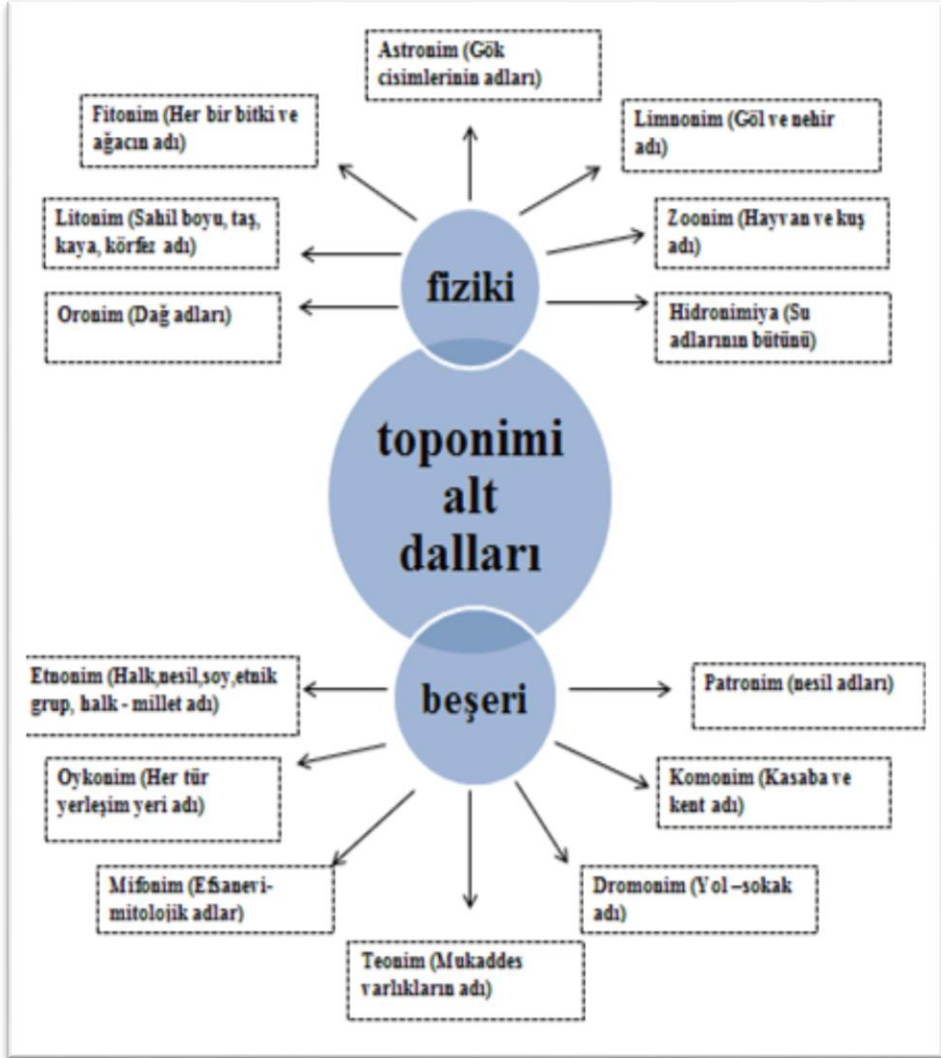 Astronim (Gök
cisimlerinin adları)
Fitonim (Her bir bitki ve
ağacın adı)
Limnonim (Göl ve nehir
adı)
Litonim (Sahil boyu, taş,
kaya, körfez adı)
Zoonim (Hayvan ve kuş
adı)
Oronim (Dağ adları)
Hidronimiya (Su
adlarının bütünü)
fiziki
toponimi
alt
dalları
beşeri
Etnonim (Halk,nesil,soy,etnik
grup, halk - millet adı)
Patronim (nesil adları)
Oykonim (Her tür
yerleşim yeri adı)
Komonim (Kasaba ve
kent adı)
Mifonim (Efsanevi-
mitolojik adlar)
Dromonim (Yol –sokak
adı)
Teonim (Mukaddes
varlıkların adı)